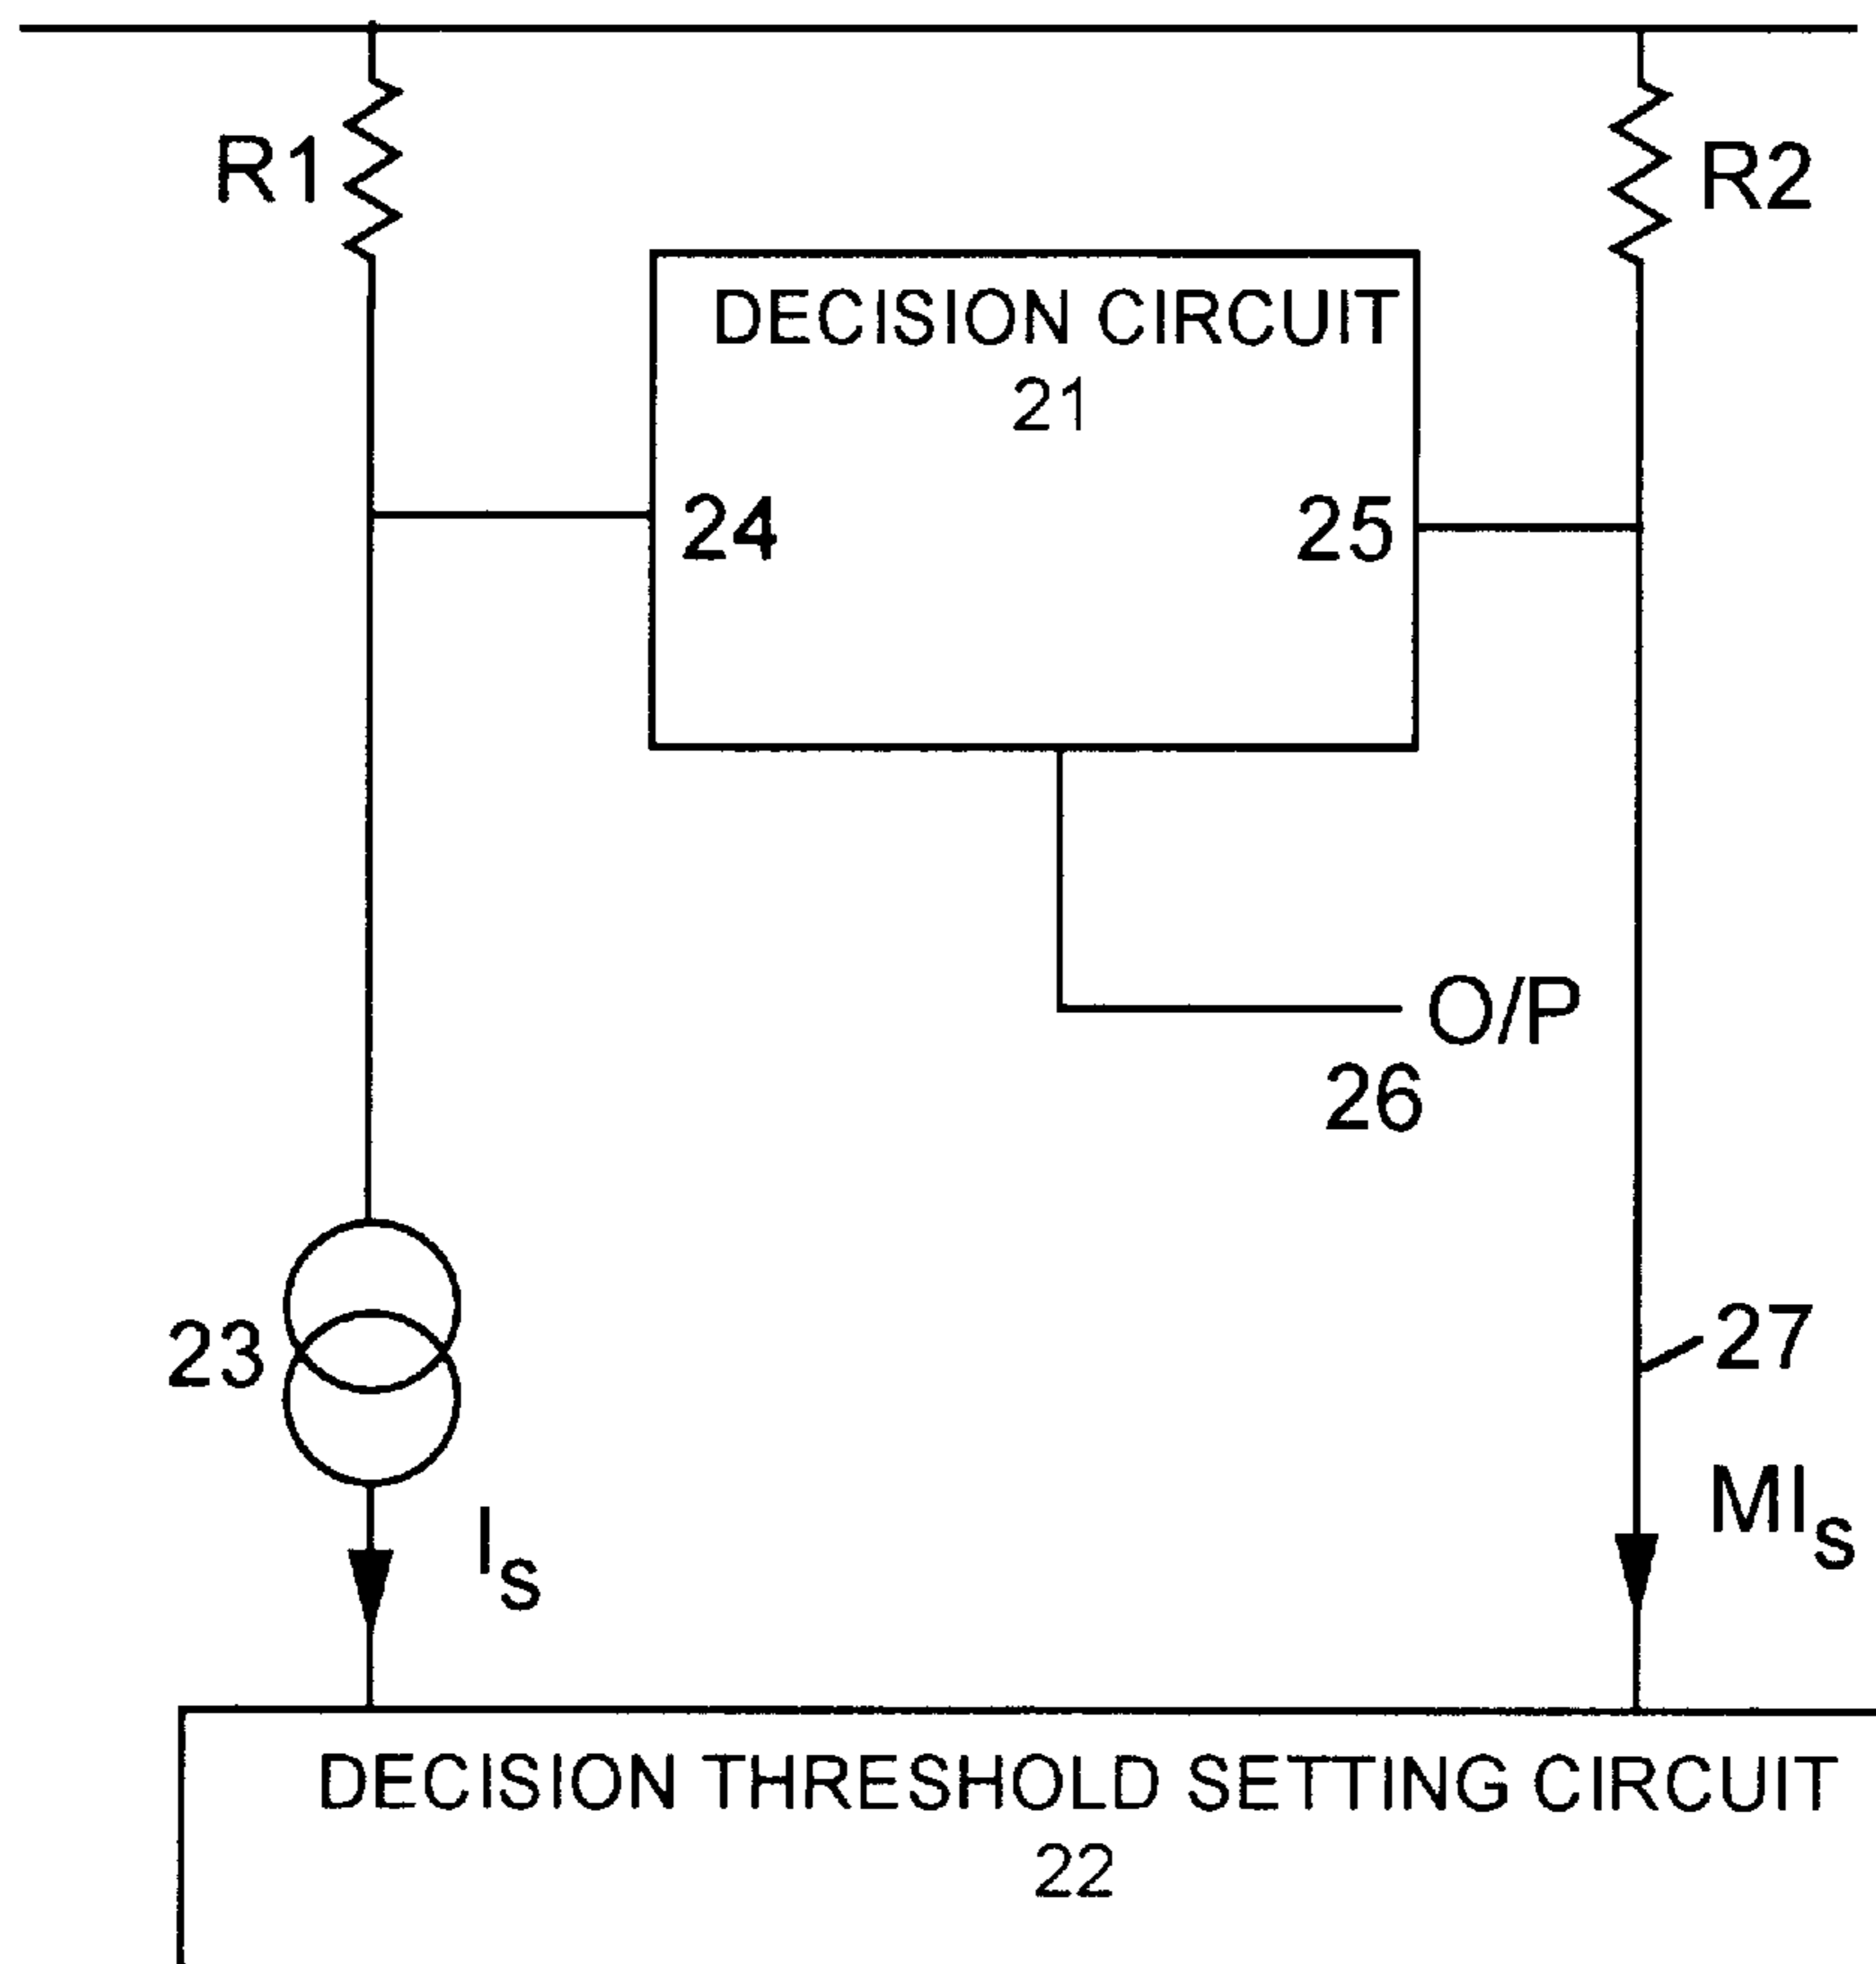 R1
R2
DECISION CIRCUIT
21
24
25
O/P
26
23
27
Is
MIs
DECISION THRESHOLD SETTING CIRCUIT
22